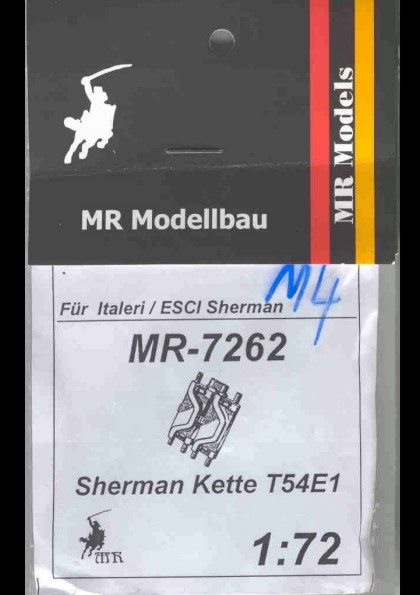 MR Modellbau
MR Models
M4
Für Italeri / ESCI Sherman
MR-7262
Sherman Kette T54E1
MR
1:72